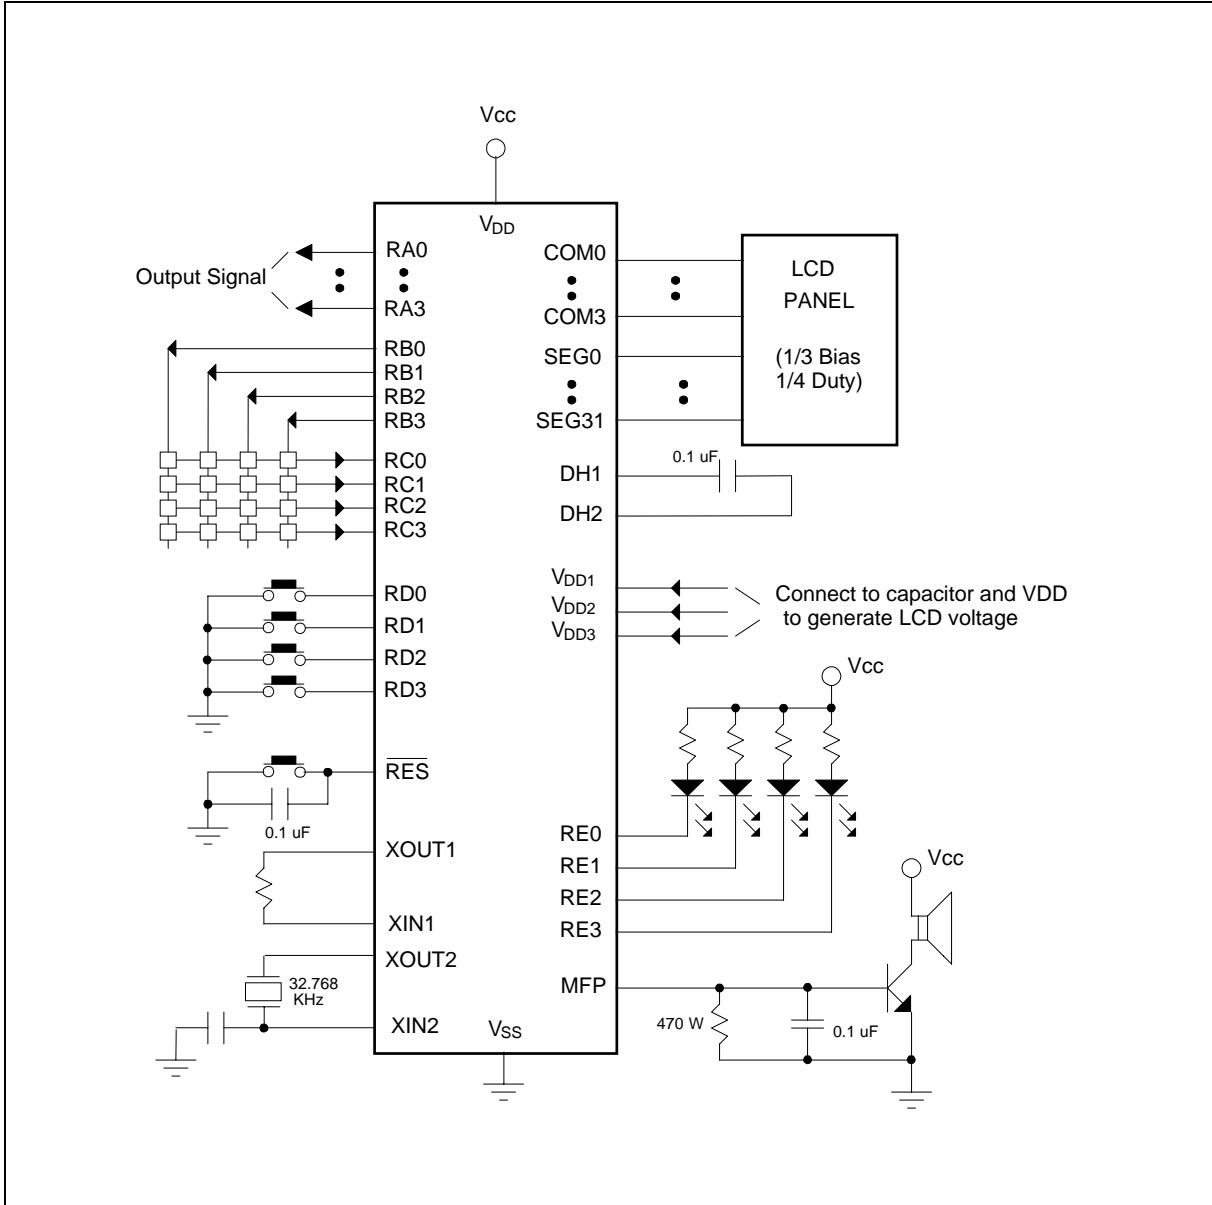 Vcc
VDD
Output Signal
RA0
RA3
RB0
RB1
RB2
RB3
RC0
RC1
RC2
RC3
RD0
RD1
RD2
RD3
RES
0.1 uF
XOUT1
XIN1
XOUT2
32.768
KHz
XIN2
VSS
COM0
COM3
SEG0
SEG31
LCD
PANEL
(1/3 Bias
1/4 Duty)
DH1
0.1 uF
DH2
VDD1
VDD2
VDD3
Connect to capacitor and VDD
to generate LCD voltage
Vcc
RE0
RE1
RE2
RE3
Vcc
MFP
470 W
0.1 uF